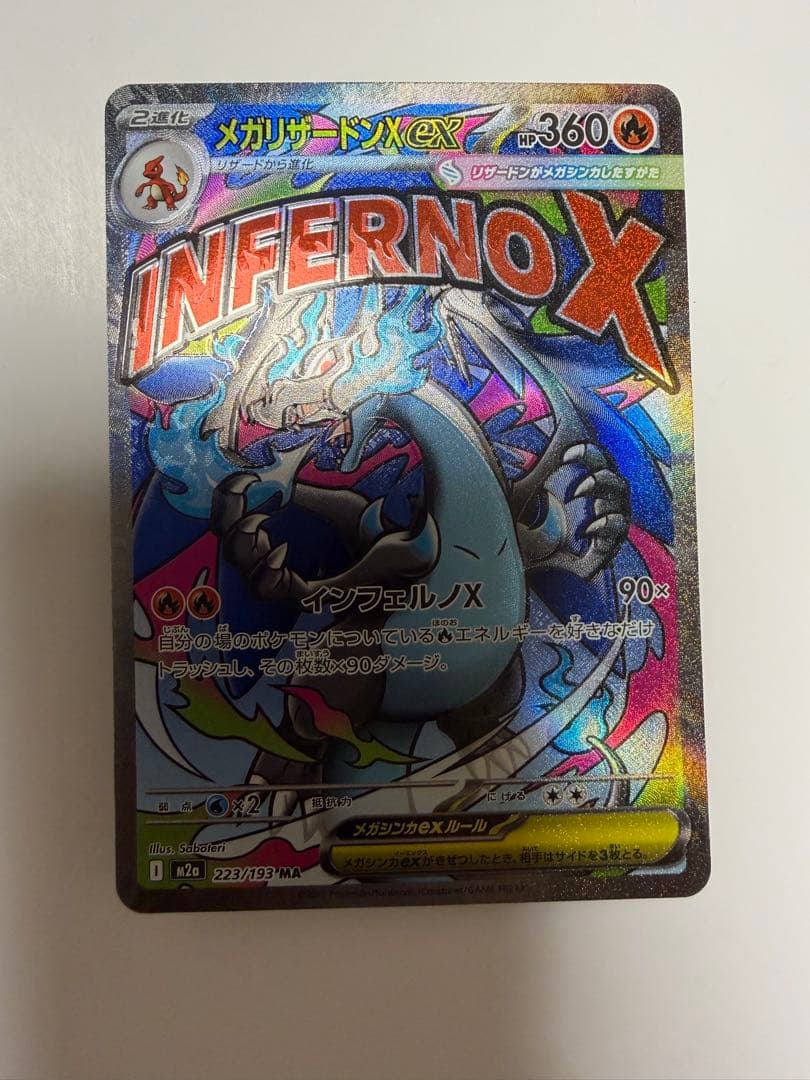 2進化
メガリザードンXex
HP360
リザードから進化
リザードンがメガシンカしたすがた
INFERNOX
インフェルノX
90×
自分の場のポケモンについているエネルギーを好きなだけ
トラッシュし、その枚数×90ダメージ。
弱点 ×2 抵抗力 にげる
メガシンカexルール
メガシンカexがきぜつしたとき、相手はサイドを3枚とる。
Illus. Saboteri
I M2a 223/193 MA